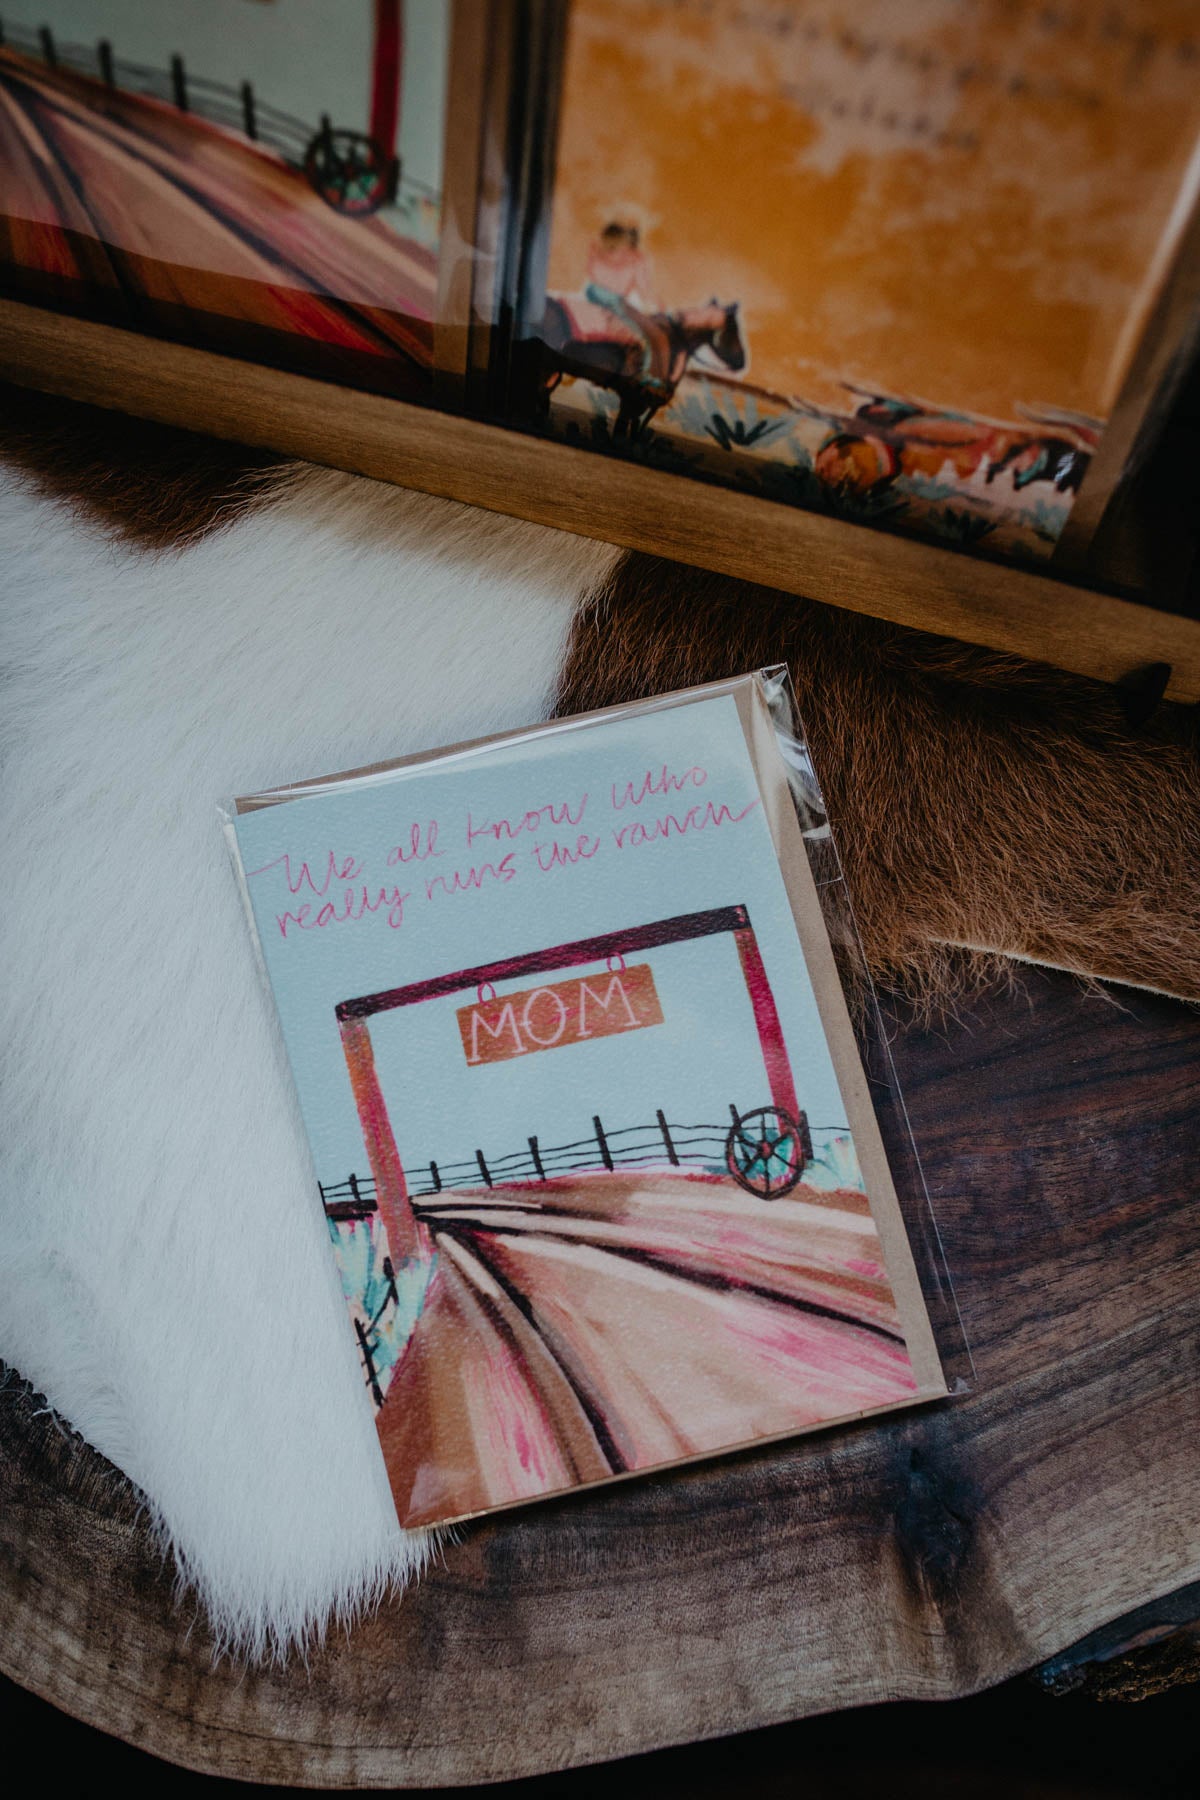 We all know who
really runs the ranch
MOM